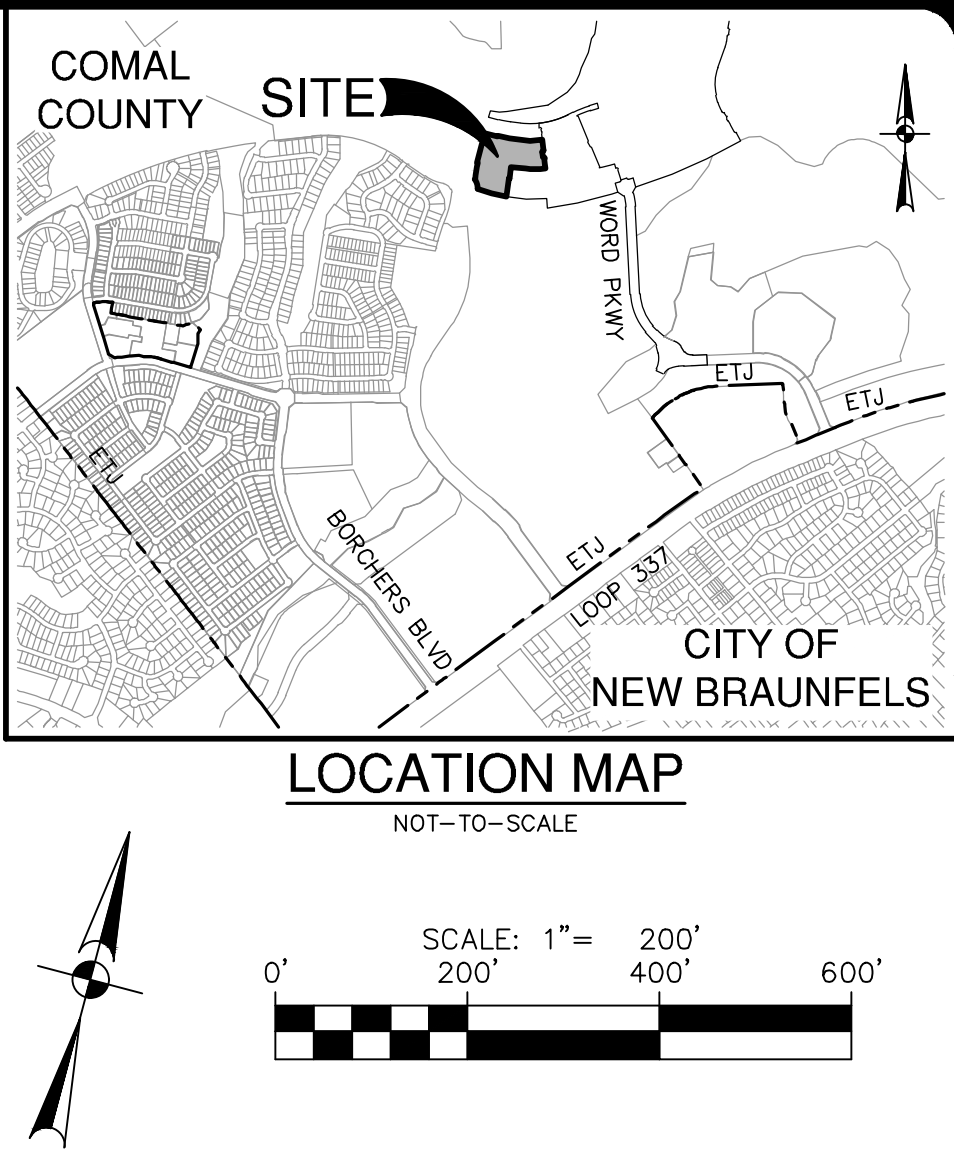 COMAL
COUNTY
SITE
WORD PKWY
ETJ
ETJ
ETJ
BORCHERS BLVD
ETJ
LOOP 337
CITY OF
NEW BRAUNFELS
LOCATION MAP
NOT-TO-SCALE
SCALE: 1"= 200'
0' 200' 400' 600'